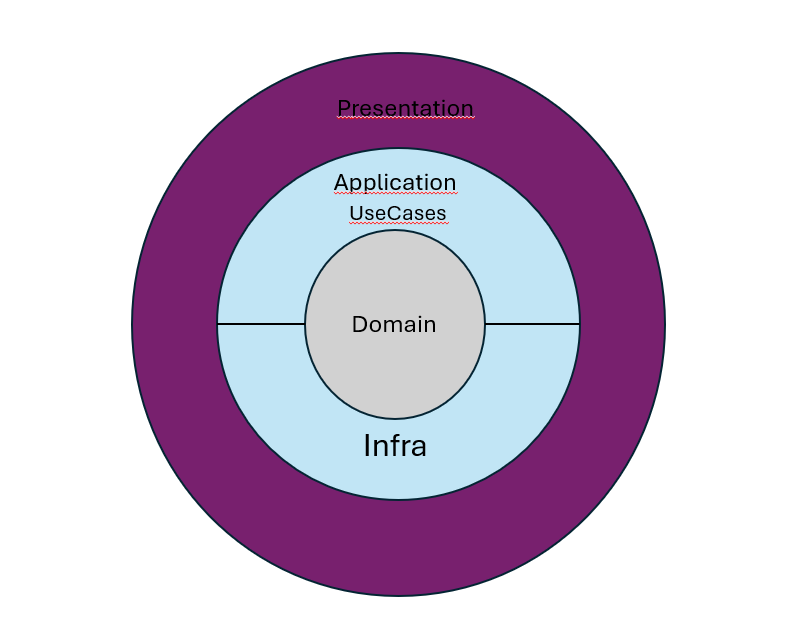 Presentation
Application
UseCases
Domain
Infra